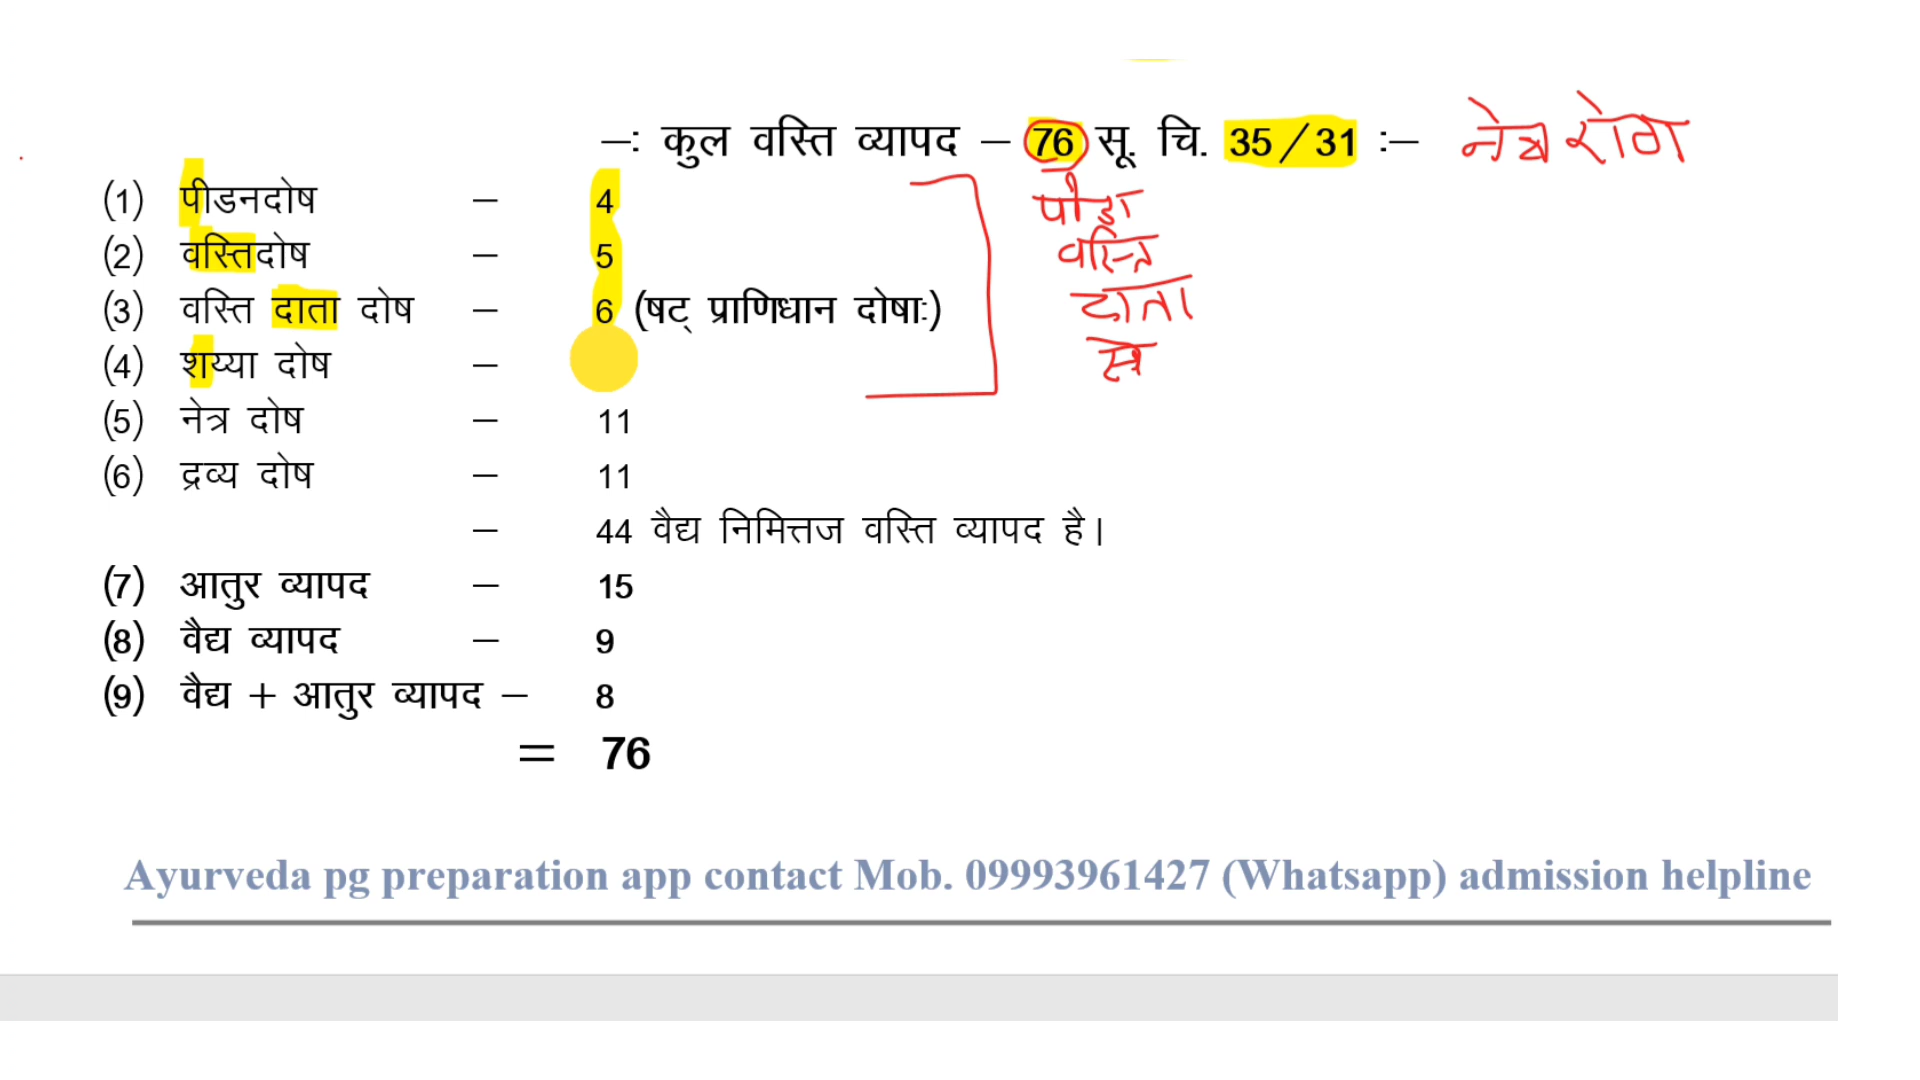 –: कुल वस्ति व्यापद – 76 सू. चि. 35/31 :– नेत्र रोग
(1) पीडनदोष – 4 पीडा
(2) वस्तिदोष – 5 वस्ति
(3) वस्ति दाता दोष – 6 (षट् प्राणिधान दोषाः) दाता
(4) शय्या दोष –
(5) नेत्र दोष – 11
(6) द्रव्य दोष – 11
– 44 वैद्य निमित्तज वस्ति व्यापद है।
(7) आतुर व्यापद – 15
(8) वैद्य व्यापद – 9
(9) वैद्य + आतुर व्यापद – 8
= 76
Ayurveda pg preparation app contact Mob. 09993961427 (Whatsapp) admission helpline